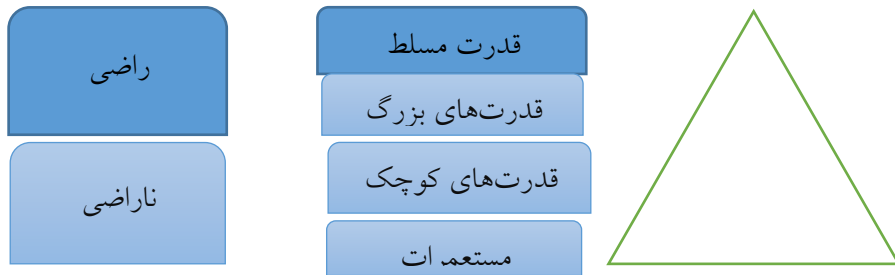 قدرت مسلط
قدرت‌های بزرگ
قدرت‌های کوچک
مستعمرات
راضی
ناراضی